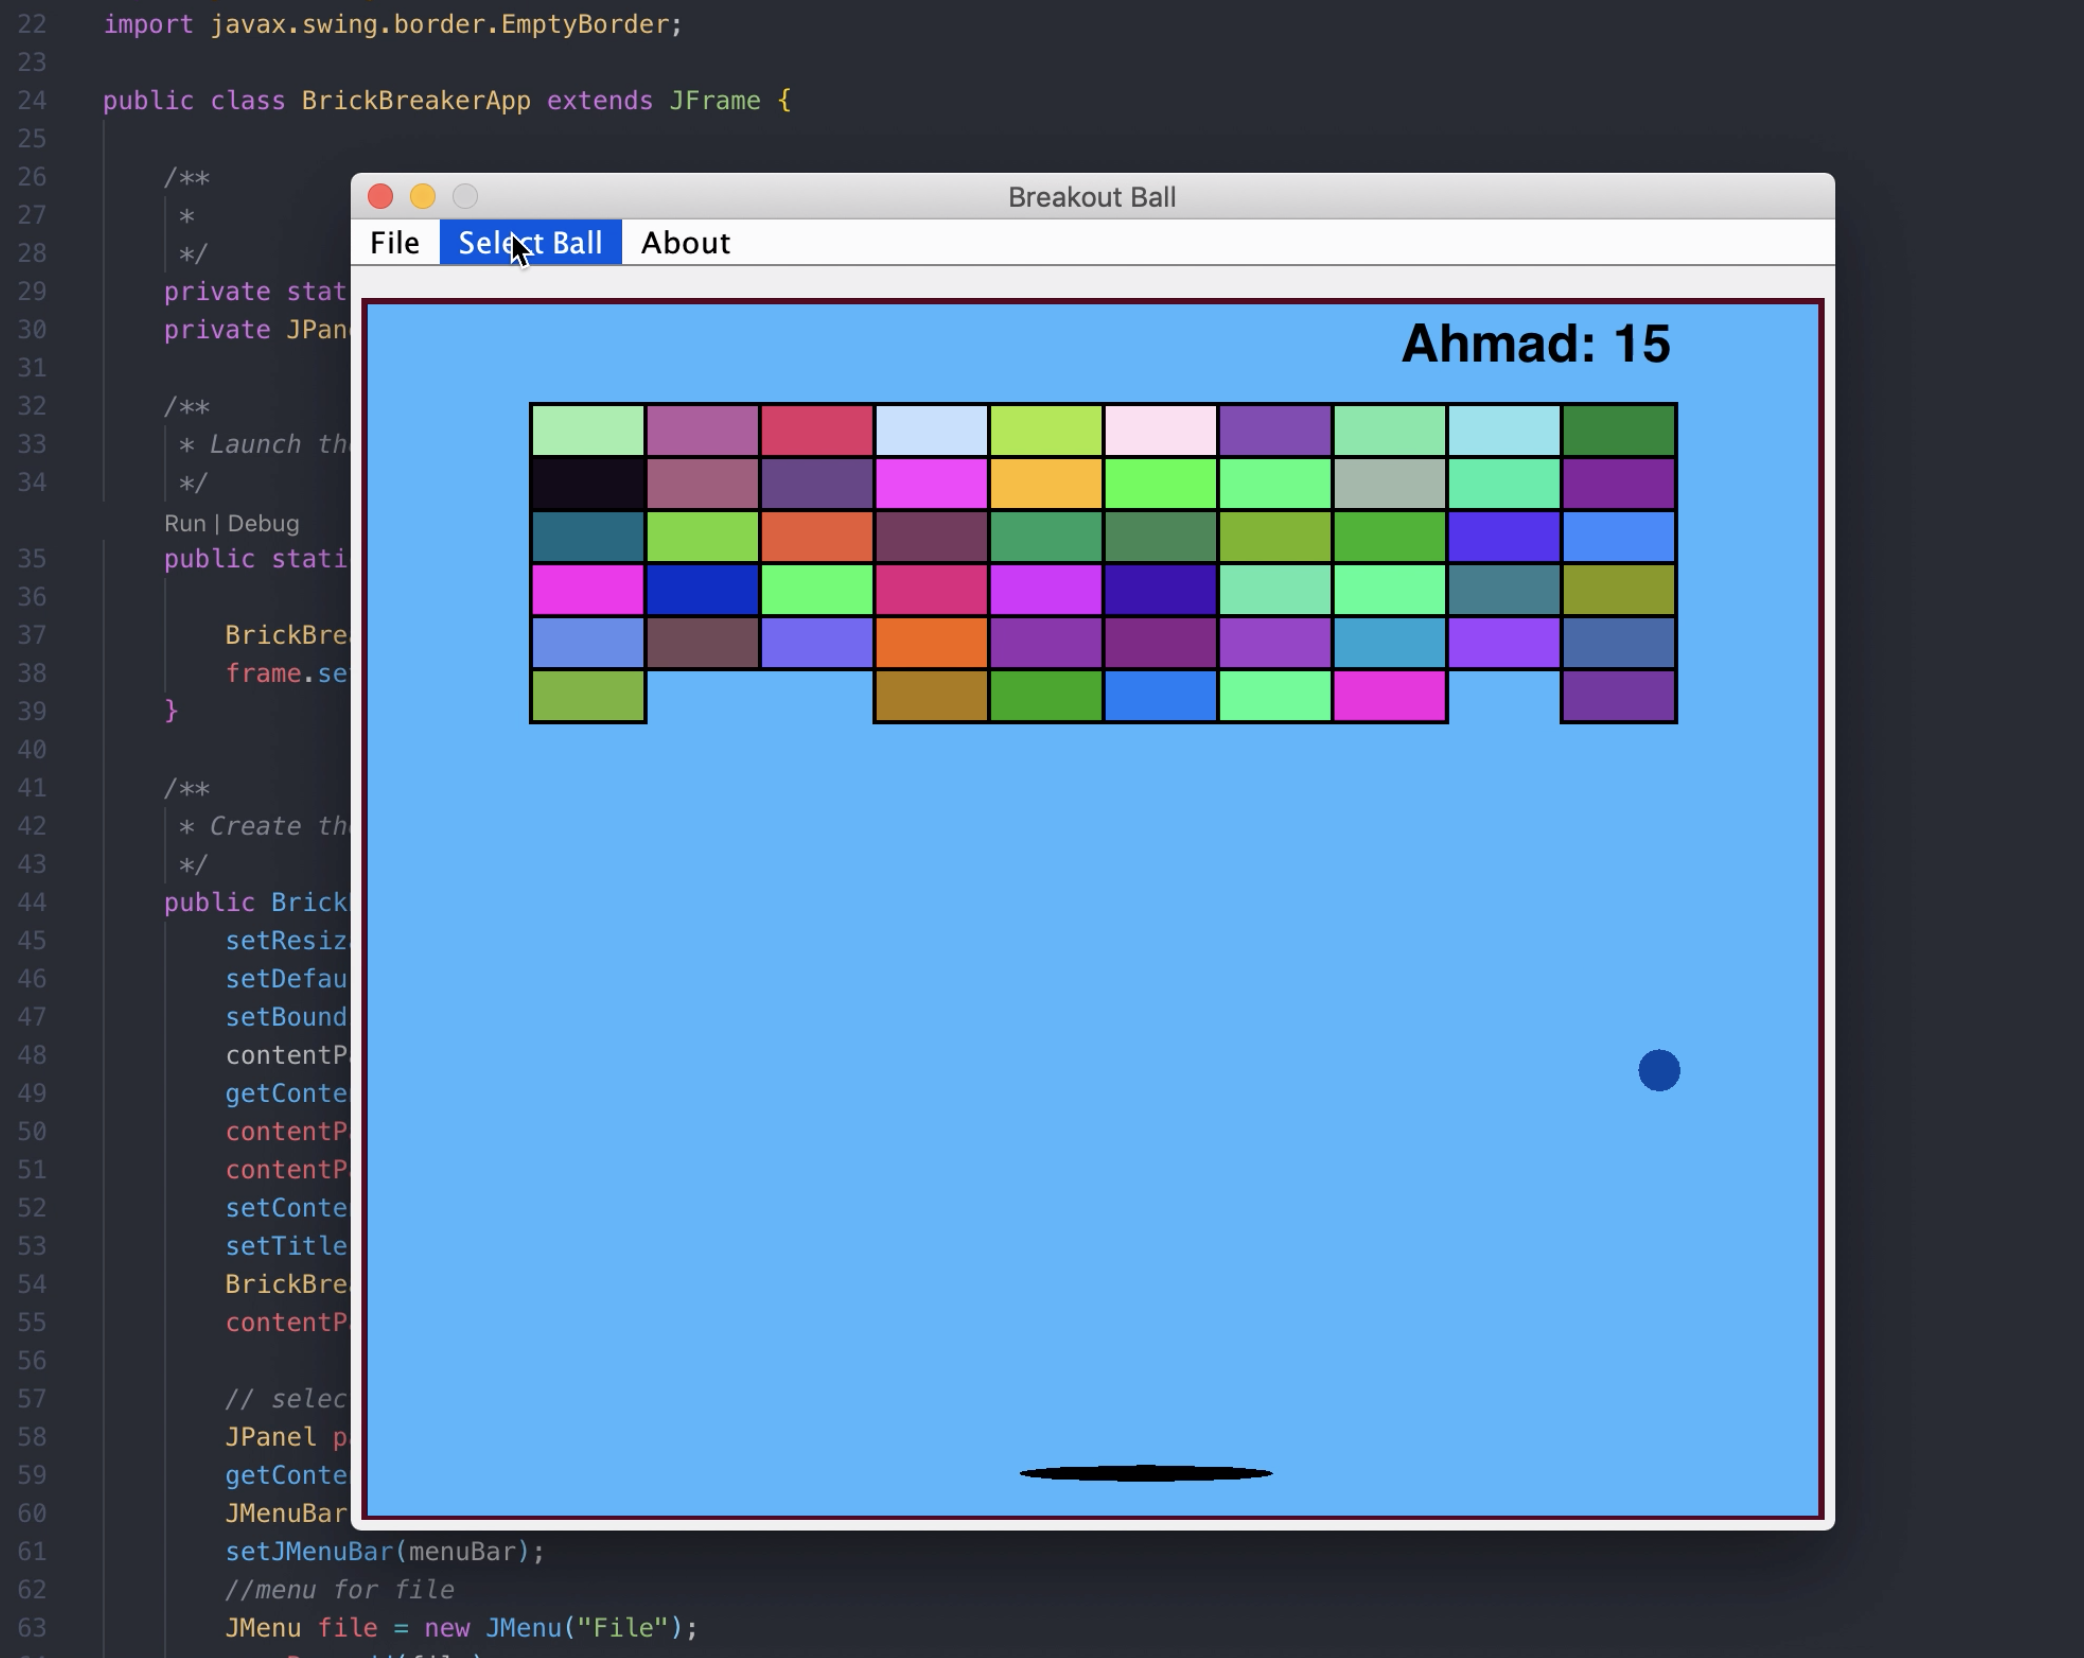 22 import javax.swing.border.EmptyBorder;
23
24 public class BrickBreakerApp extends JFrame {
25
26 /**
27 *
28 */
29 private stat
30 private JPan
31
32 /**
33 * Launch th
34 */
Run | Debug
35 public stati
36
37 BrickBrea
38 frame.se
39 }
40
41 /**
42 * Create th
43 */
44 public Brick
45 setResiz
46 setDefau
47 setBound
48 contentP
49 getConte
50 contentP
51 contentP
52 setConte
53 setTitle
54 BrickBrea
55 contentP
56
57 // selec
58 JPanel p
59 getConte
60 JMenuBar
61 setJMenuBar(menuBar);
62 //menu for file
63 JMenu file = new JMenu("File");
Breakout Ball
File Select Ball About
Ahmad: 15